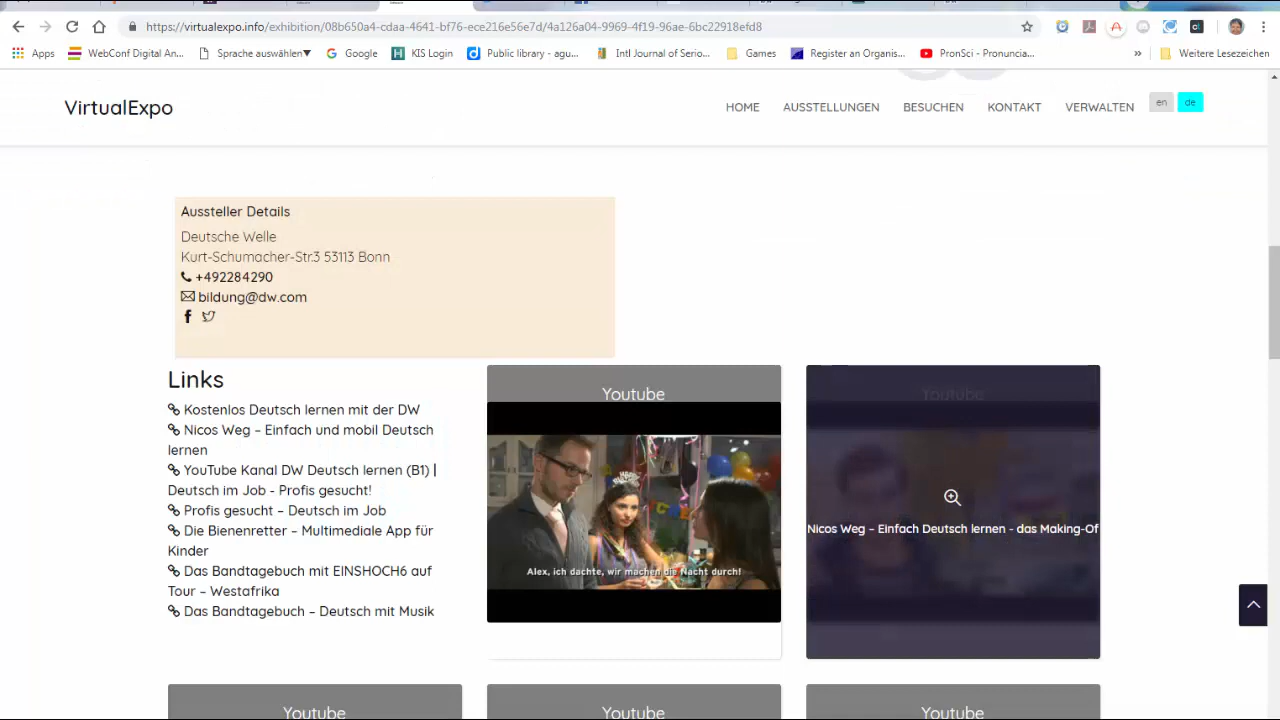 https://virtualexpo.info/exhibition/08b650a4-cdaa-4641-bf76-ece216e56e7d/4a126a04-9969-4f19-96ae-6bc22918efd8
Apps WebConf Digital An... Sprache auswählen▼ Google KIS Login Public library - agu... Intl Journal of Serio... Games Register an Organis... PronSci - Pronuncia... » Weitere Lesezeichen
VirtualExpo HOME AUSSTELLUNGEN BESUCHEN KONTAKT VERWALTEN en de
Aussteller Details
Deutsche Welle
Kurt-Schumacher-Str.3 53113 Bonn
+492284290
bildung@dw.com
Links
Kostenlos Deutsch lernen mit der DW
Nicos Weg – Einfach und mobil Deutsch
lernen
YouTube Kanal DW Deutsch lernen (B1) |
Deutsch im Job - Profis gesucht!
Profis gesucht – Deutsch im Job
Die Bienenretter – Multimediale App für
Kinder
Das Bandtagebuch mit EINSHOCH6 auf
Tour – Westafrika
Das Bandtagebuch – Deutsch mit Musik
Youtube
Alex, ich dachte, wir machen die Nacht durch!
Youtube
Nicos Weg – Einfach Deutsch lernen - das Making-Of
Youtube
Youtube
Youtube